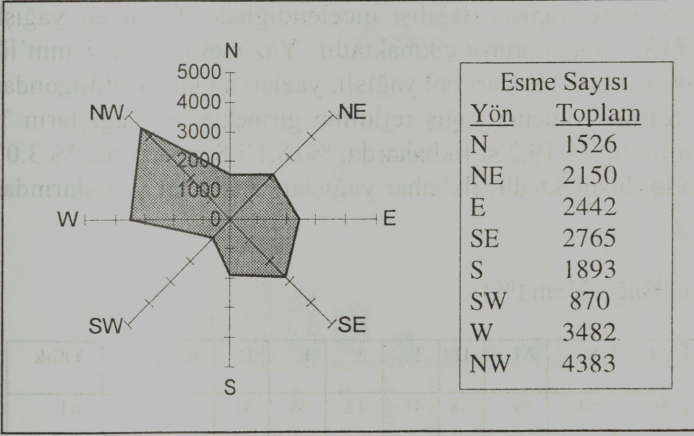 N
5000
4000
3000
2000
1000
0
NW
NE
W
E
SW
SE
S
Esme Sayısı
Yön Toplam
N 1526
NE 2150
E 2442
SE 2765
S 1893
SW 870
W 3482
NW 4383